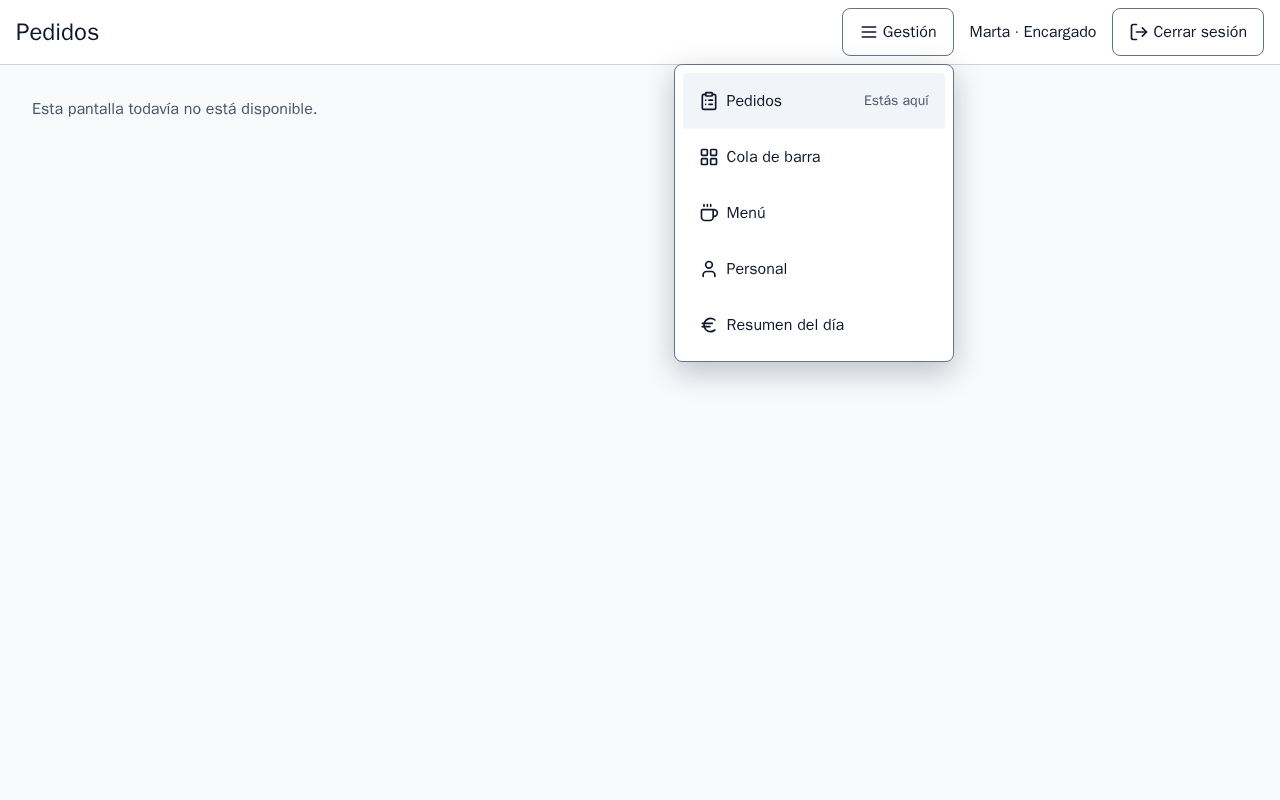 Pedidos
Gestión
Marta · Encargado
Cerrar sesión
Esta pantalla todavía no está disponible.
Pedidos
Estás aquí
Cola de barra
Menú
Personal
Resumen del día